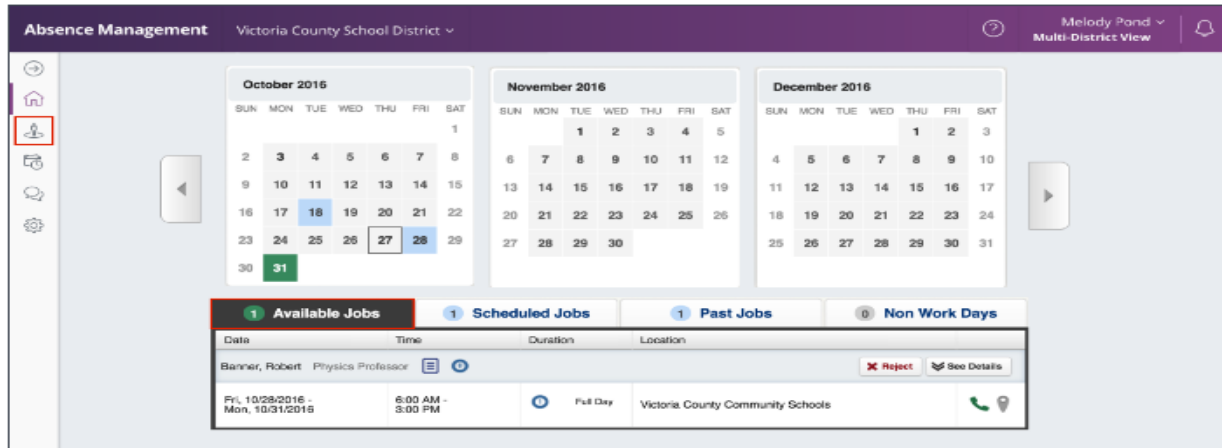 Absence Management Victoria County School District Melody Pond
Multi-District View
October 2016 November 2016 December 2016
SUN MON TUE WED THU FRI SAT SUN MON TUE WED THU FRI SAT SUN MON TUE WED THU FRI SAT
1 1 2 3 4 5 1 2 3
2 3 4 5 6 7 8 6 7 8 9 10 11 12 4 5 6 7 8 9 10
9 10 11 12 13 14 15 13 14 15 16 17 18 19 11 12 13 14 15 16 17
16 17 18 19 20 21 22 20 21 22 23 24 25 26 18 19 20 21 22 23 24
23 24 25 26 27 28 29 27 28 29 30 25 26 27 28 29 30 31
30 31
1 Available Jobs 1 Scheduled Jobs 1 Past Jobs 0 Non Work Days
Date Time Duration Location
Banner, Robert Physics Professor Reject See Details
Fri, 10/28/2016 - 6:00 AM - Full Day Victoria County Community Schools
Mon, 10/31/2016 3:00 PM